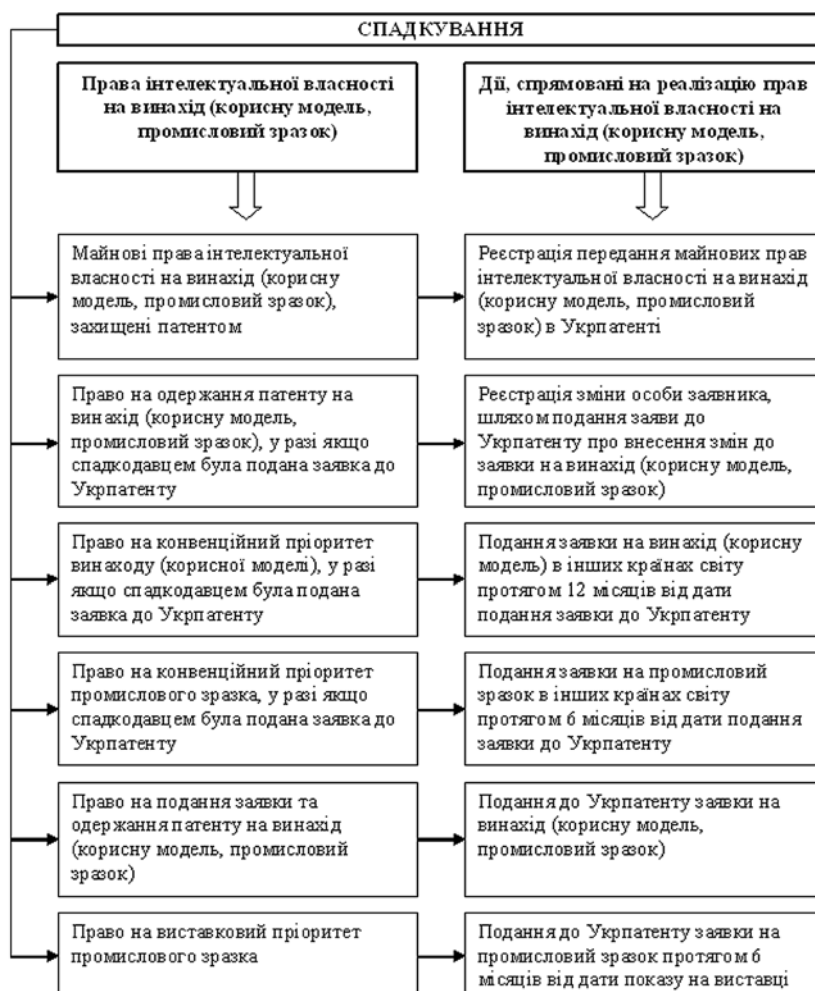 СПАДКУВАННЯ
Права інтелектуальної власності
на винахід (корисну модель,
промисловий зразок)
Дії, спрямовані на реалізацію прав
інтелектуальної власності на
винахід (корисну модель,
промисловий зразок)
Майнові права інтелектуальної
власності на винахід (корисну
модель, промисловий зразок),
захищені патентом
Реєстрація передання майнових прав
інтелектуальної власності на винахід
(корисну модель, промисловий
зразок) в Укрпатенті
Право на одержання патенту на
винахід (корисну модель,
промисловий зразок), у разі якщо
спадкодавцем була подана заявка до
Укрпатенту
Реєстрація зміни особи заявника,
шляхом подання заяви до
Укрпатенту про внесення змін до
заявки на винахід (корисну модель,
промисловий зразок)
Право на конвенційний пріоритет
винаходу (корисної моделі), у разі
якщо спадкодавцем була подана
заявка до Укрпатенту
Подання заявки на винахід (корисну
модель) в інших країнах світу
протягом 12 місяців від дати
подання заявки до Укрпатенту
Право на конвенційний пріоритет
промислового зразка, у разі якщо
спадкодавцем була подана заявка до
Укрпатенту
Подання заявки на промисловий
зразок в інших країнах світу
протягом 6 місяців від дати подання
заявки до Укрпатенту
Право на подання заявки та
одержання патенту на винахід
(корисну модель, промисловий
зразок)
Подання до Укрпатенту заявки на
винахід (корисну модель,
промисловий зразок)
Право на виставковий пріоритет
промислового зразка
Подання до Укрпатенту заявки на
промисловий зразок протягом 6
місяців від дати показу на виставці